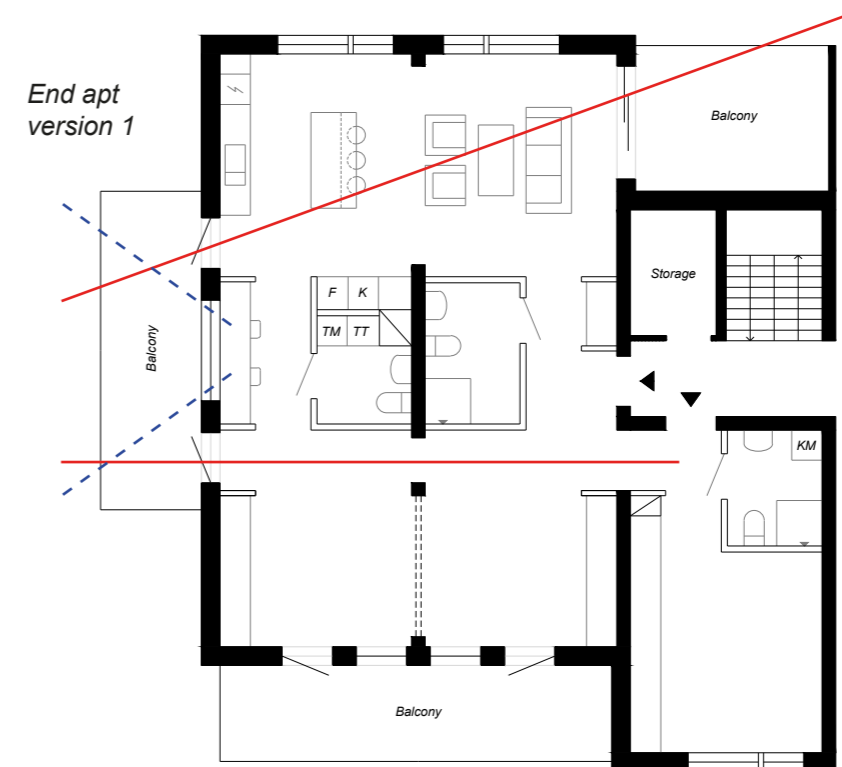 End apt
version 1
Balcony
Storage
F K
TM TT
Balcony
KM
Balcony